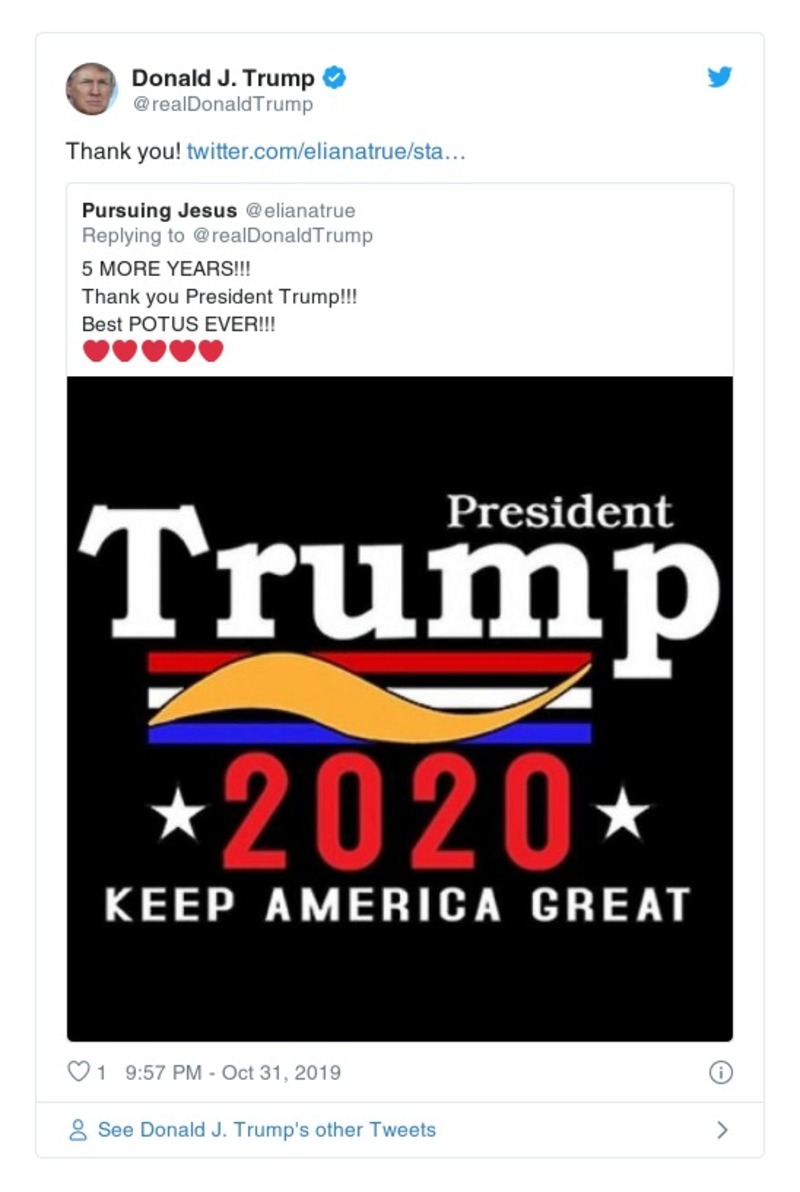 Donald J. Trump
@realDonaldTrump
Thank you! twitter.com/elianatrue/sta…
Pursuing Jesus @elianatrue
Replying to @realDonaldTrump
5 MORE YEARS!!!
Thank you President Trump!!!
Best POTUS EVER!!!
❤️❤️❤️❤️❤️
President
Trump
2020
KEEP AMERICA GREAT
1 9:57 PM - Oct 31, 2019
See Donald J. Trump's other Tweets